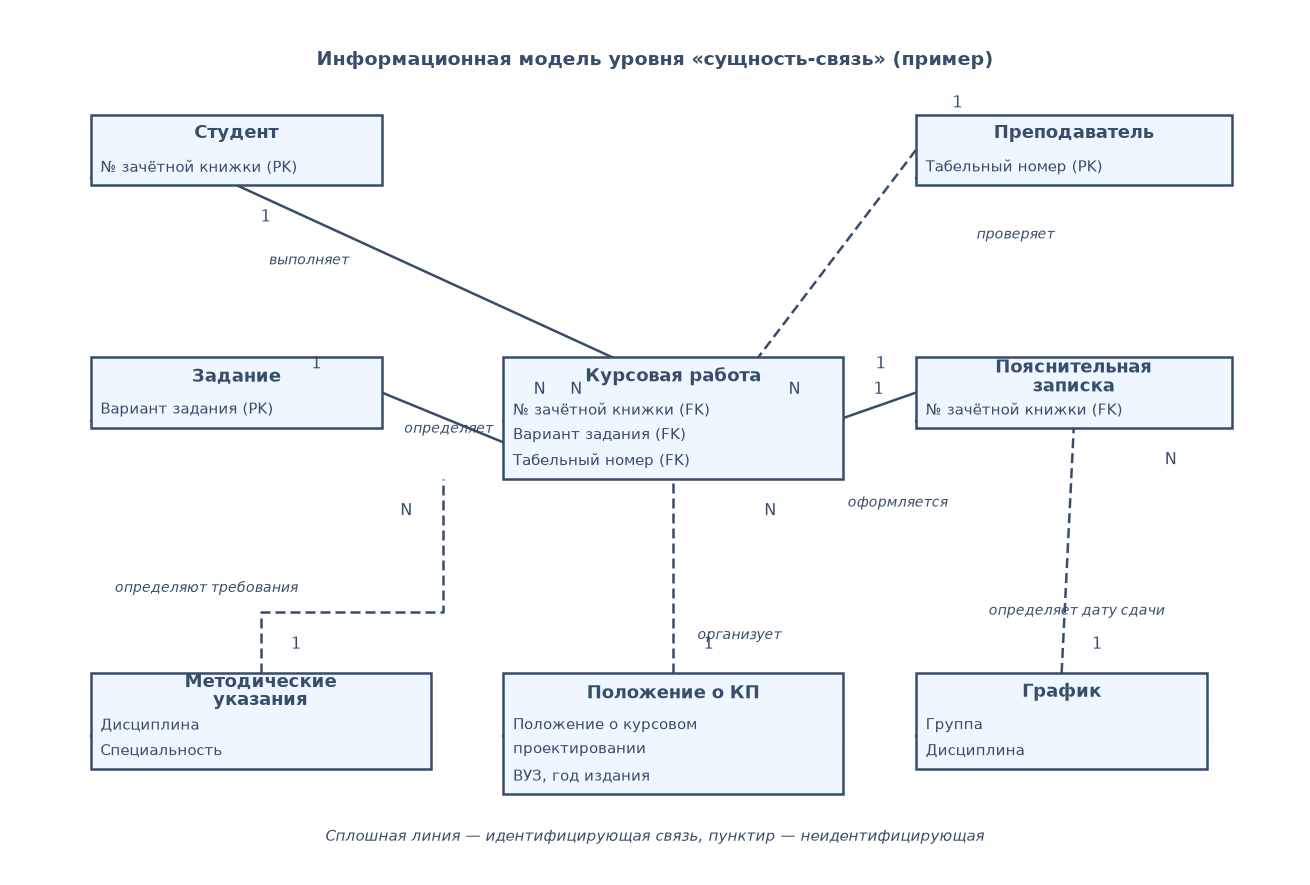 Информационная модель уровня «сущность-связь» (пример)
1
Студент
№ зачётной книжки (PK)
Преподаватель
Табельный номер (PK)
1
выполняет
проверяет
Задание
1
Вариант задания (PK)
Курсовая работа
N N N
№ зачётной книжки (FK)
Вариант задания (FK)
Табельный номер (FK)
1
1
Пояснительная
записка
№ зачётной книжки (FK)
определяет
N
N
N
оформляется
определяют требования
определяет дату сдачи
организует
1
1
1
Методические
указания
Дисциплина
Специальность
Положение о КП
Положение о курсовом
проектировании
ВУЗ, год издания
График
Группа
Дисциплина
Сплошная линия — идентифицирующая связь, пунктир — неидентифицирующая